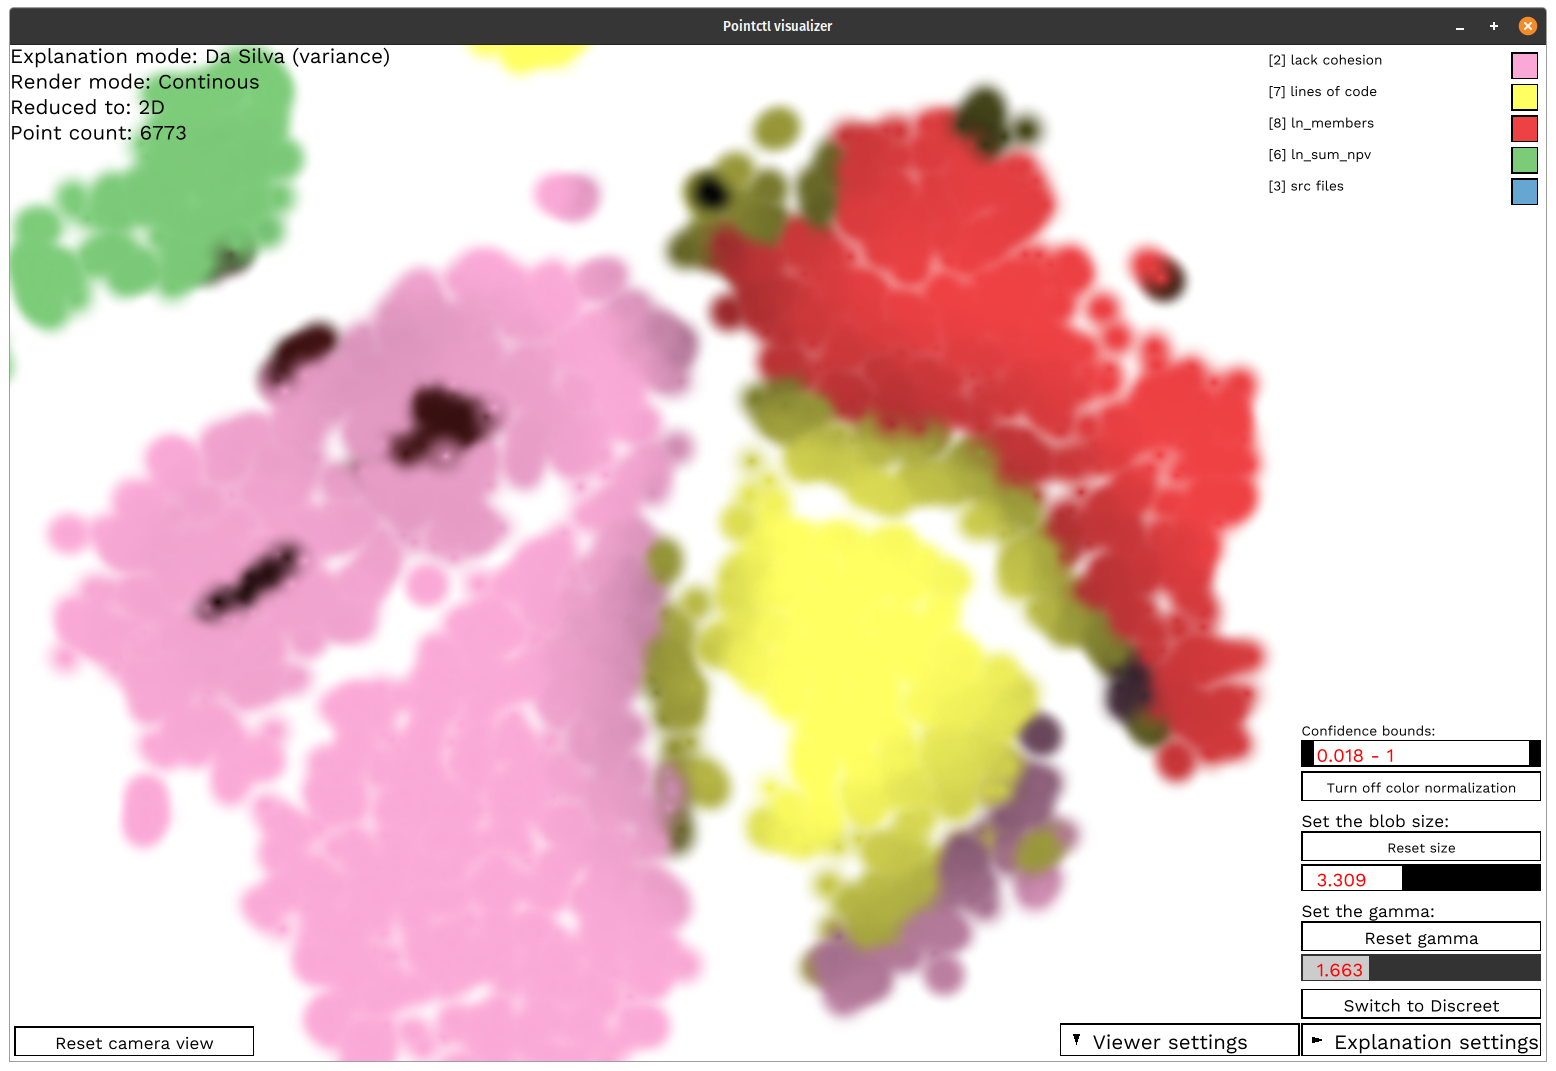 Pointctl visualizer
Explanation mode: Da Silva (variance)
Render mode: Continous
Reduced to: 2D
Point count: 6773
[2] lack cohesion
[7] lines of code
[8] ln_members
[6] ln_sum_npv
[3] src files
Confidence bounds:
0.018 - 1
Turn off color normalization
Set the blob size:
Reset size
3.309
Set the gamma:
Reset gamma
1.663
Switch to Discreet
Reset camera view
Viewer settings
Explanation settings